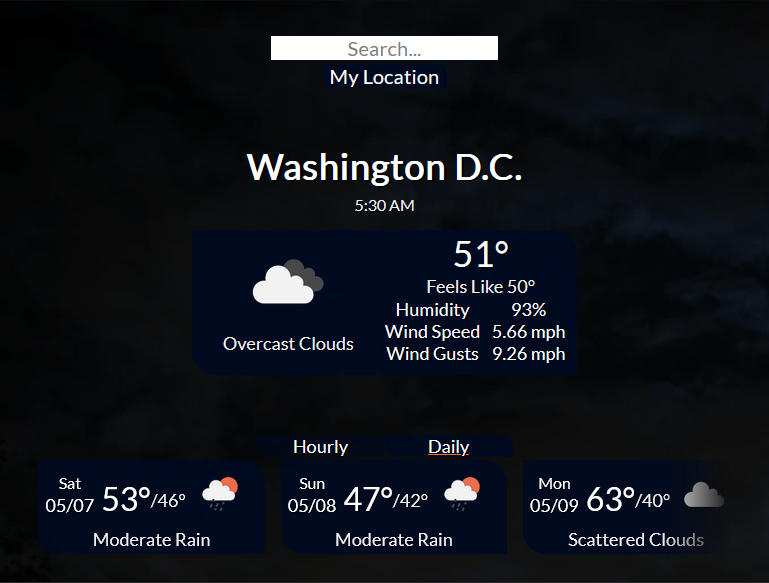 Search...
My Location
Washington D.C.
5:30 AM
51°
Feels Like 50°
Humidity 93%
Wind Speed 5.66 mph
Wind Gusts 9.26 mph
Overcast Clouds
Hourly Daily
Sat
05/07 53°/46°
Moderate Rain
Sun
05/08 47°/42°
Moderate Rain
Mon
05/09 63°/40°
Scattered Clouds